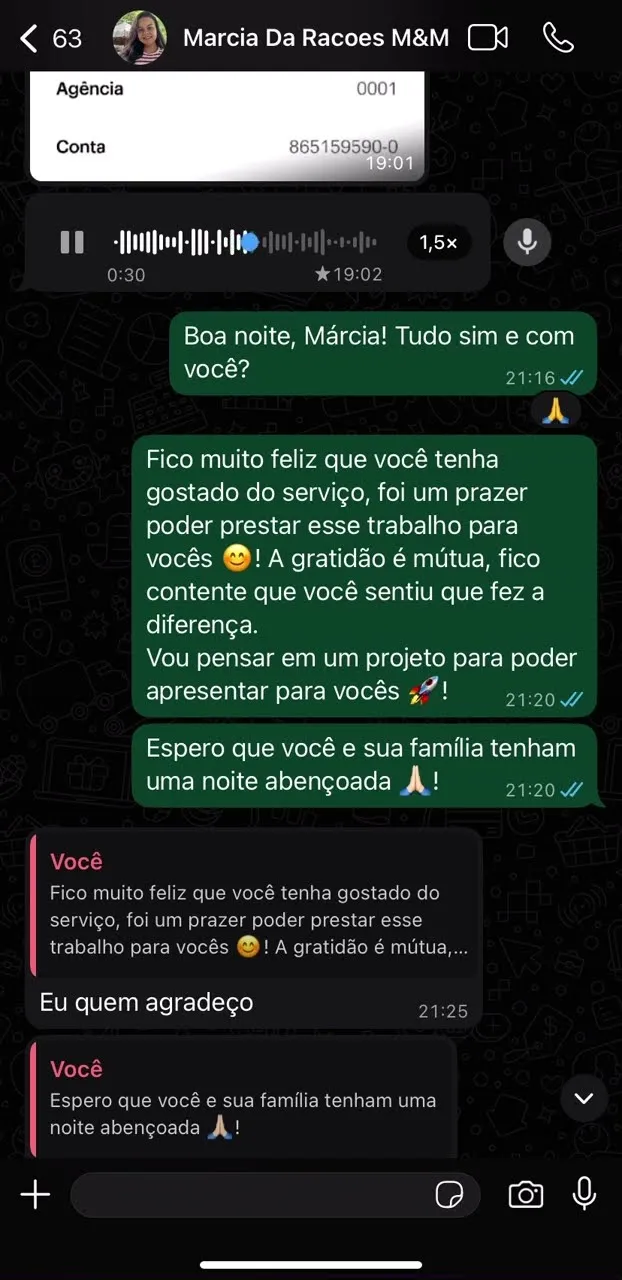 63 Marcia Da Racoes M&M
Agência 0001
Conta 865159590-0
19:01
1,5×
0:30 19:02
Boa noite, Márcia! Tudo sim e com
você?
21:16
🙏
Fico muito feliz que você tenha
gostado do serviço, foi um prazer
poder prestar esse trabalho para
vocês 😊! A gratidão é mútua, fico
contente que você sentiu que fez a
diferença.
Vou pensar em um projeto para poder
apresentar para vocês 🚀!
21:20
Espero que você e sua família tenham
uma noite abençoada 🙏🏻!
21:20
Você
Fico muito feliz que você tenha gostado do
serviço, foi um prazer poder prestar esse
trabalho para vocês 😊! A gratidão é mútua,...
Eu quem agradeço
21:25
Você
Espero que você e sua família tenham uma
noite abençoada 🙏🏻!